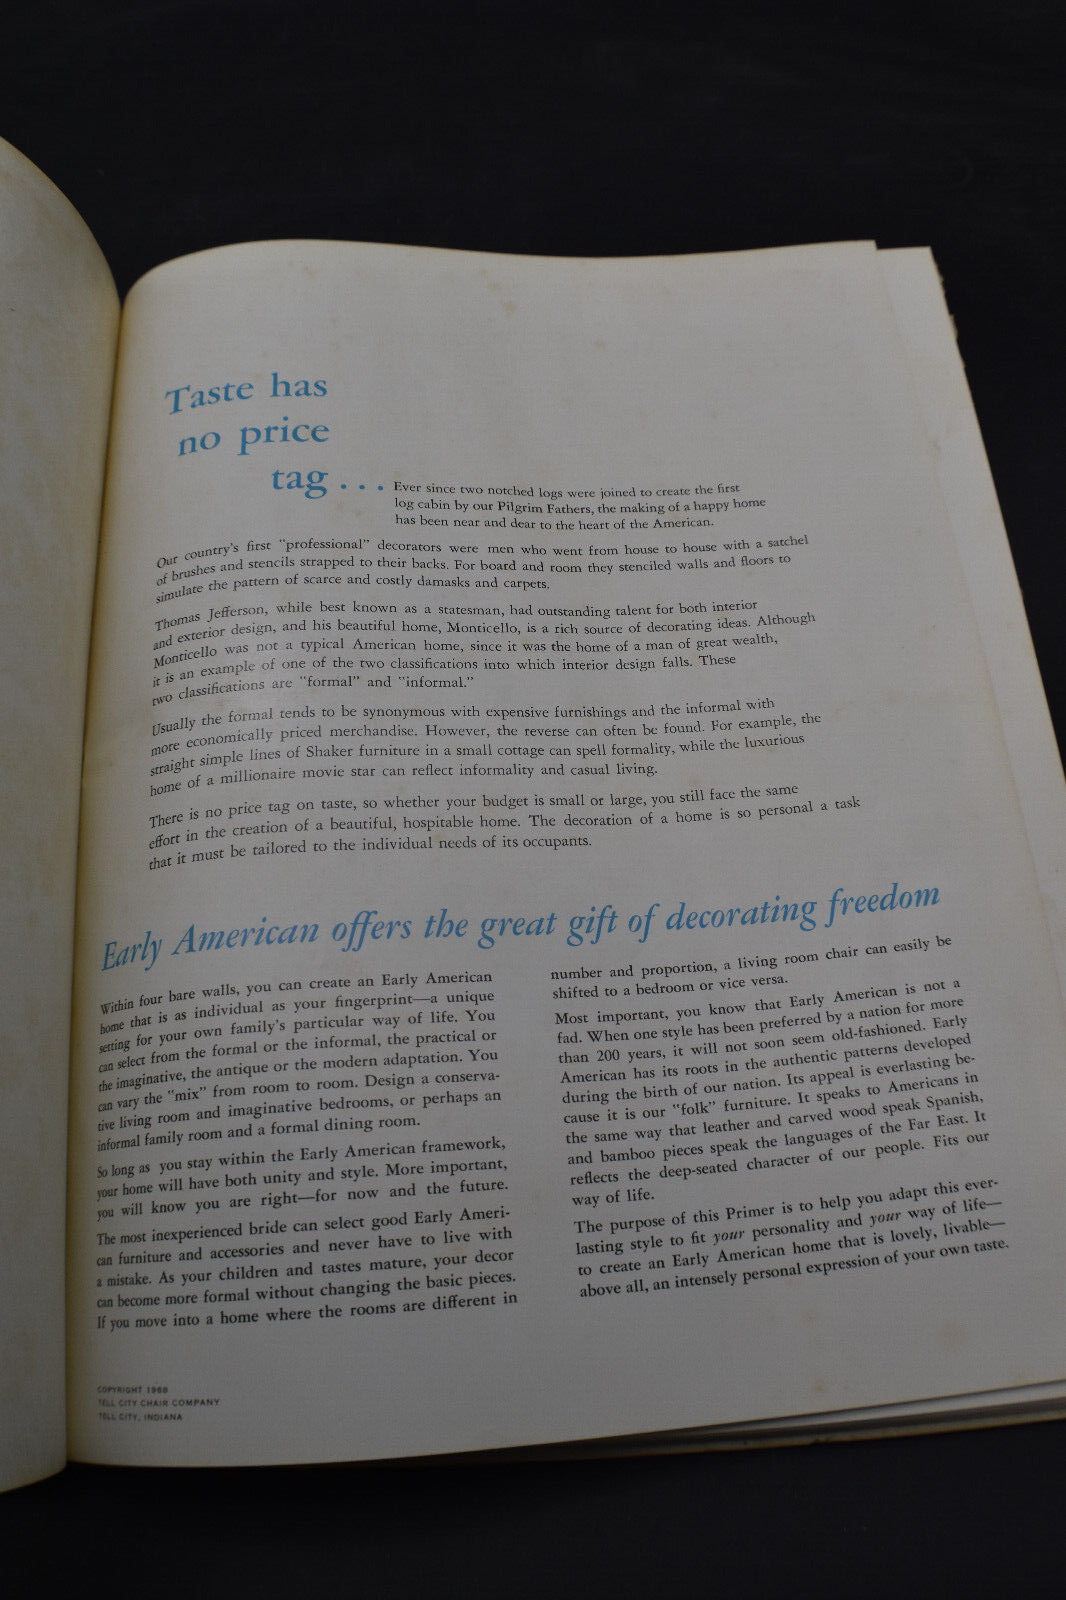 Taste has
no price
tag . . . Ever since two notched logs were joined to create the first
log cabin by our Pilgrim Fathers, the making of a happy home
has been near and dear to the heart of the American.
Our country's first "professional" decorators were men who went from house to house with a satchel
of brushes and stencils strapped to their backs. For board and room they stenciled walls and floors to
simulate the pattern of scarce and costly damasks and carpets.
Thomas Jefferson, while best known as a statesman, had outstanding talent for both interior
and exterior design, and his beautiful home, Monticello, is a rich source of decorating ideas. Although
Monticello was not a typical American home, since it was the home of a man of great wealth,
it is an example of one of the two classifications into which interior design falls. These
two classifications are "formal" and "informal."
Usually the formal tends to be synonymous with expensive furnishings and the informal with
more economically priced merchandise. However, the reverse can often be found. For example, the
straight simple lines of Shaker furniture in a small cottage can spell formality, while the luxurious
home of a millionaire movie star can reflect informality and casual living.
There is no price tag on taste, so whether your budget is small or large, you still face the same
effort in the creation of a beautiful, hospitable home. The decoration of a home is so personal a task
that it must be tailored to the individual needs of its occupants.
Early American offers the great gift of decorating freedom
Within four bare walls, you can create an Early American
home that is as individual as your fingerprint—a unique
setting for your own family's particular way of life. You
can select from the formal or the informal, the practical or
the imaginative, the antique or the modern adaptation. You
can vary the "mix" from room to room. Design a conserva-
tive living room and imaginative bedrooms, or perhaps an
informal family room and a formal dining room.
So long as you stay within the Early American framework,
your home will have both unity and style. More important,
you will know you are right—for now and the future.
The most inexperienced bride can select good Early Ameri-
can furniture and accessories and never have to live with
a mistake. As your children and tastes mature, your decor
can become more formal without changing the basic pieces.
If you move into a home where the rooms are different in
number and proportion, a living room chair can easily be
shifted to a bedroom or vice versa.
Most important, you know that Early American is not a
fad. When one style has been preferred by a nation for more
than 200 years, it will not soon seem old-fashioned. Early
American has its roots in the authentic patterns developed
during the birth of our nation. Its appeal is everlasting be-
cause it is our "folk" furniture. It speaks to Americans in
the same way that leather and carved wood speak Spanish,
and bamboo pieces speak the languages of the Far East. It
reflects the deep-seated character of our people. Fits our
way of life.
The purpose of this Primer is to help you adapt this ever-
lasting style to fit your personality and your way of life—
to create an Early American home that is lovely, livable—
above all, an intensely personal expression of your own taste.
COPYRIGHT 1968
TELL CITY CHAIR COMPANY
TELL CITY, INDIANA